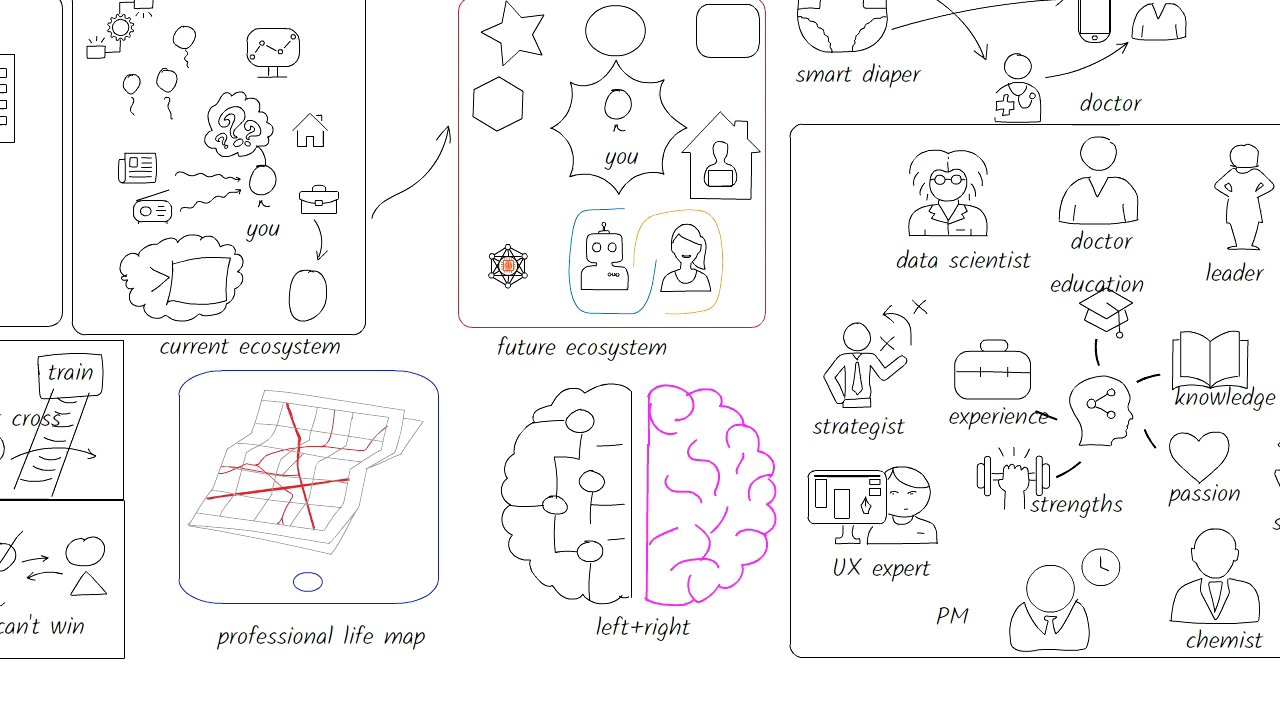 smart diaper
doctor
you
you
current ecosystem
future ecosystem
data scientist
doctor
leader
education
knowledge
experience
strategist
strengths
passion
UX expert
PM
chemist
train
cross
can't win
professional life map
left+right